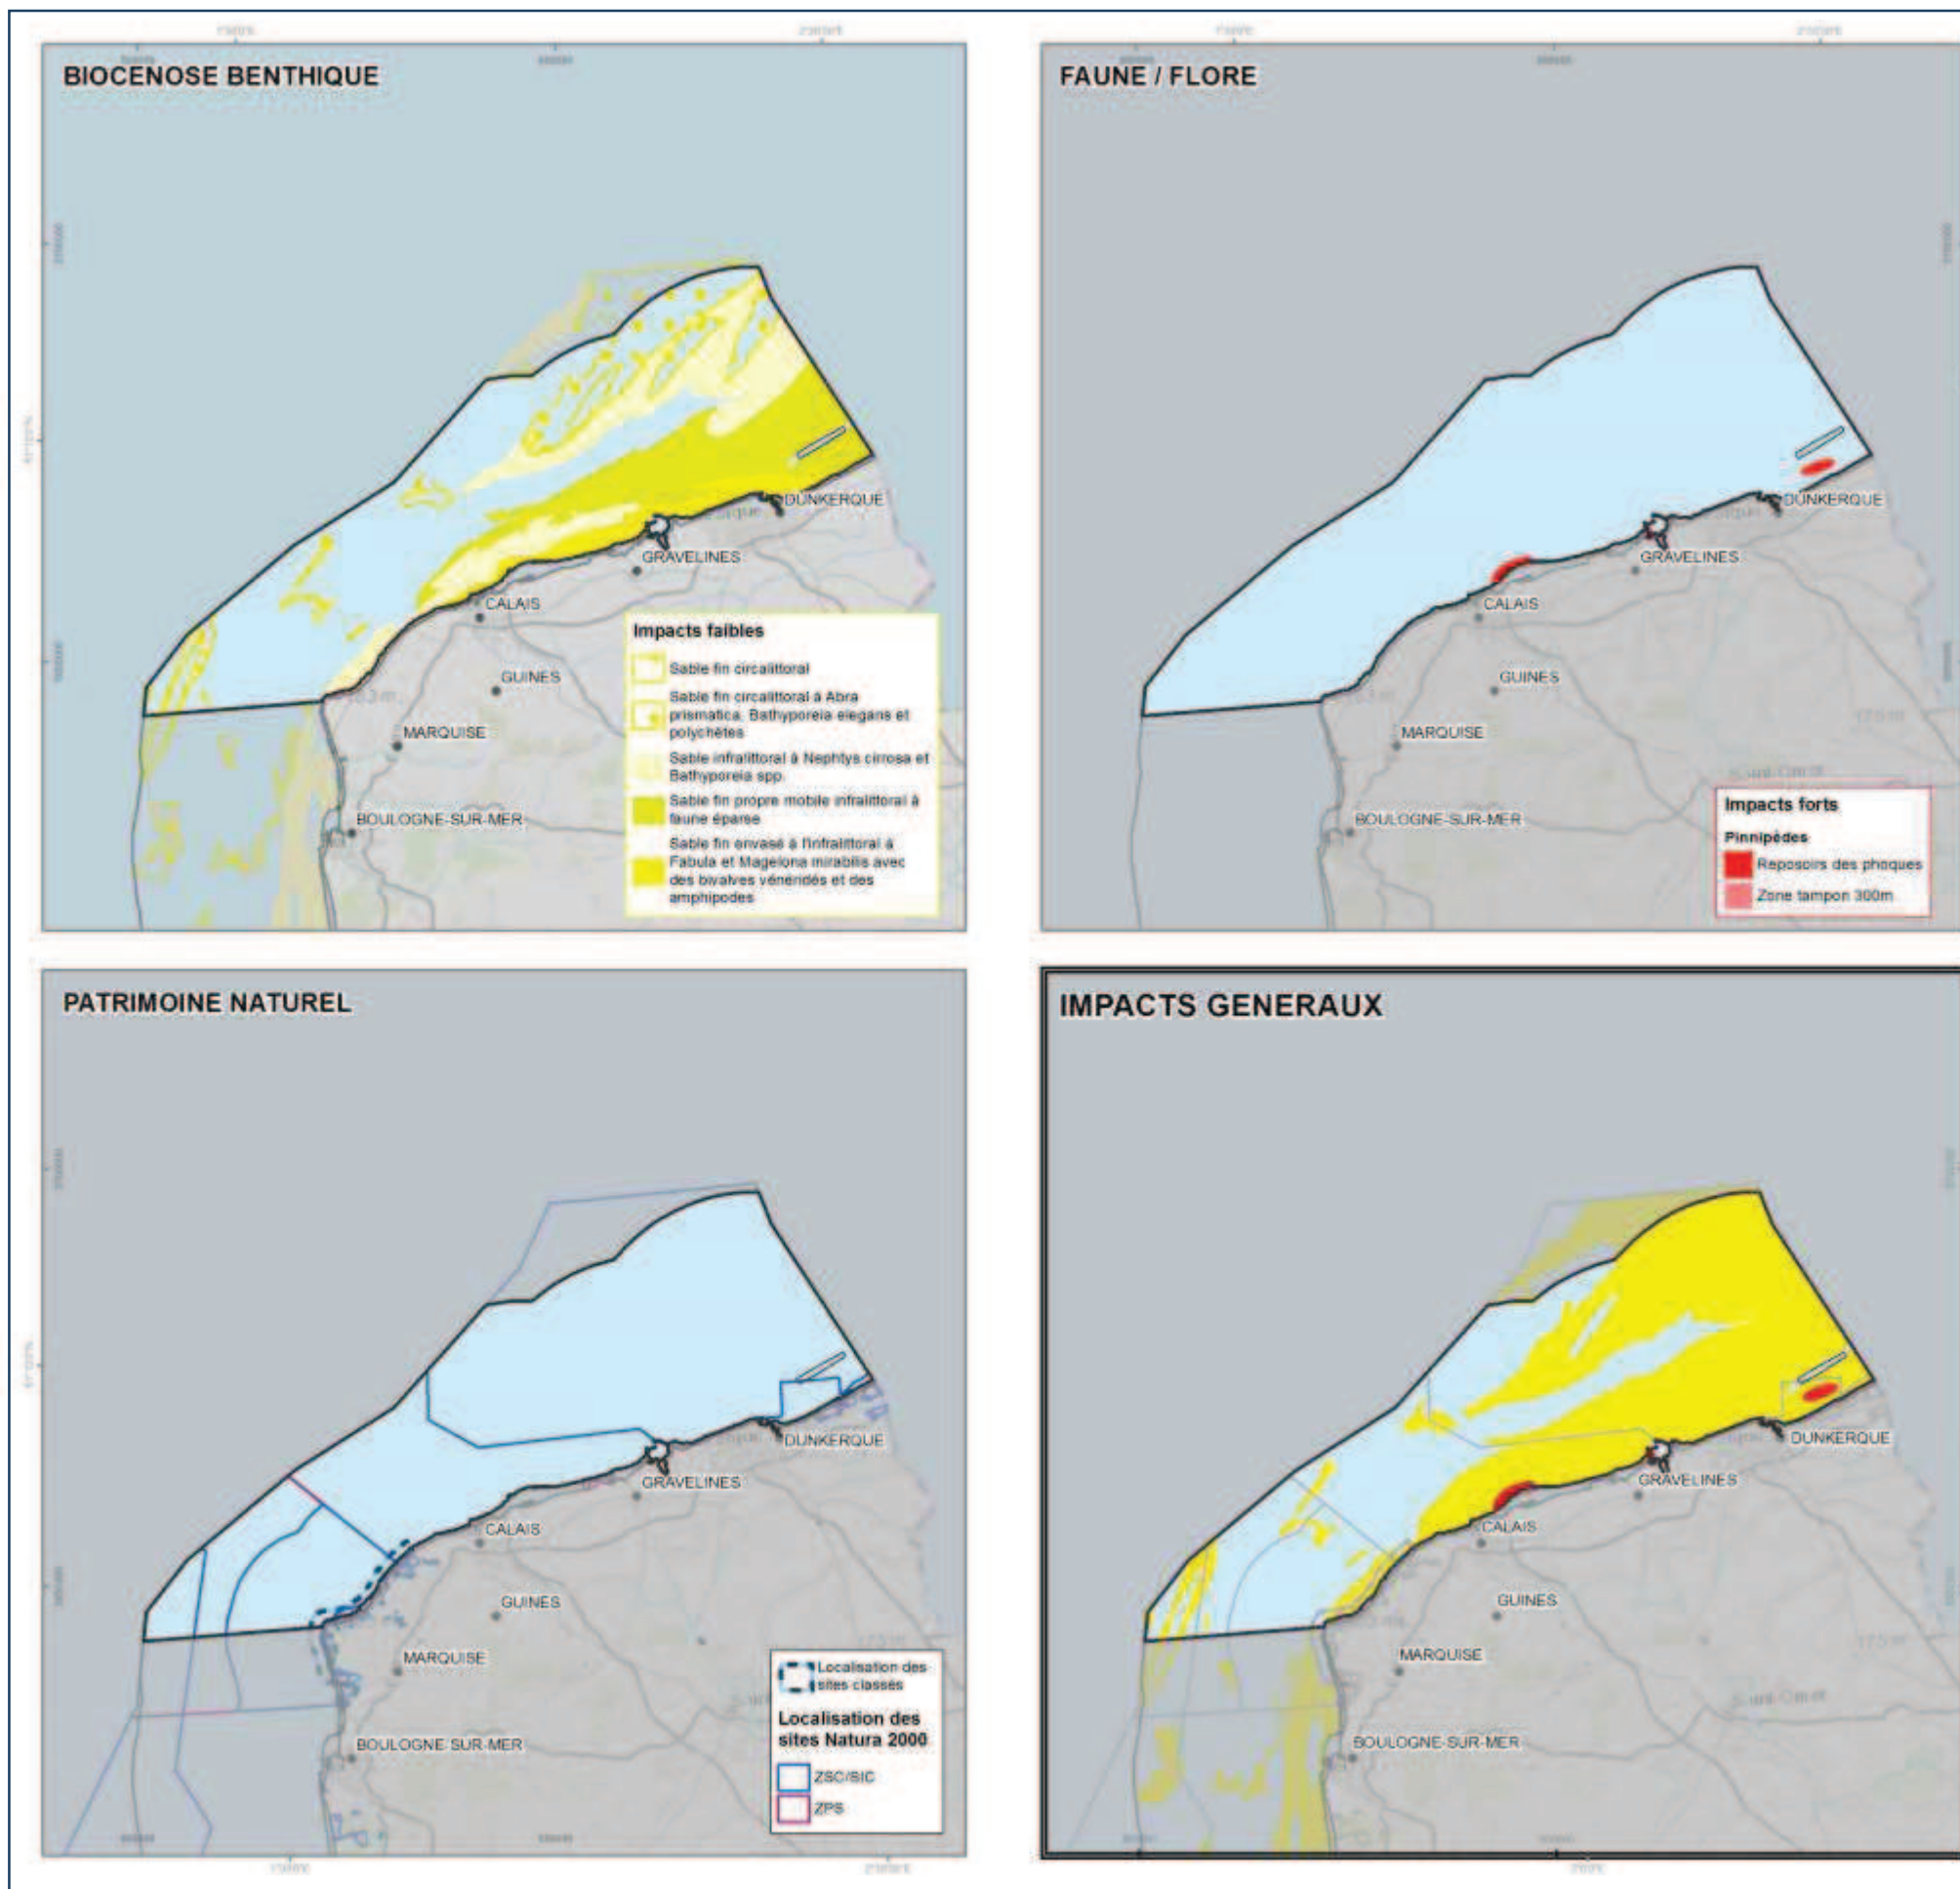 BIOCENOSE BENTHIQUE
DUNKERQUE
GRAVELINES
CALAIS
GUINES
MARQUISE
BOULOGNE-SUR-MER
Impacts faibles
Sable fin circalittoral
Sable fin circalittoral à Abra
prismatica, Bathyporeia elegans et
polychètes
Sable infralittoral à Nephtys cirrosa et
Bathyporeia spp.
Sable fin propre mobile infralittoral à
faune éparse
Sable fin envasé à l'infralittoral à
Fabula et Magelona mirabilis avec
des bivalves vénéridés et des
amphipodes
FAUNE / FLORE
DUNKERQUE
GRAVELINES
CALAIS
GUINES
MARQUISE
BOULOGNE-SUR-MER
Impacts forts
Pinnipèdes
Reposoirs des phoques
Zone tampon 300m
PATRIMOINE NATUREL
DUNKERQUE
GRAVELINES
CALAIS
GUINES
MARQUISE
BOULOGNE-SUR-MER
Localisation des
sites classés
Localisation des
sites Natura 2000
ZSC/SIC
ZPS
IMPACTS GENERAUX
DUNKERQUE
GRAVELINES
CALAIS
GUINES
MARQUISE
BOULOGNE-SUR-MER